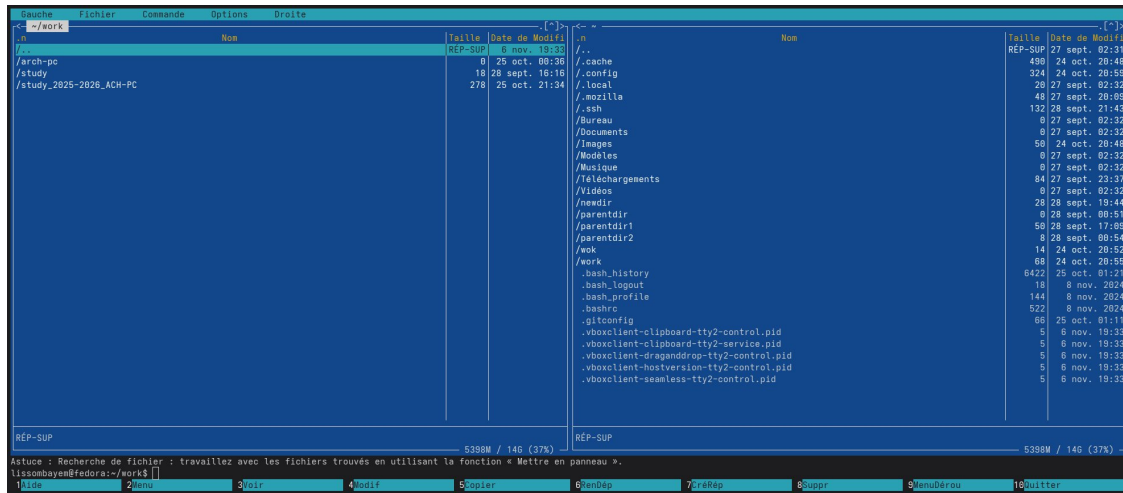 Gauche Fichier Commande Options Droite
<- ~/work .[^]>
.n Nom Taille Date de Modifi
/.. RÉP-SUP 6 nov. 19:33
/arch-pc 0 25 oct. 00:36
/study 18 28 sept. 16:16
/study_2025-2026_ACH-PC 278 25 oct. 21:34
RÉP-SUP
5398M / 14G (37%)
<- ~ .[^]>
.n Nom Taille Date de Modifi
/.. RÉP-SUP 27 sept. 02:31
/.cache 490 24 oct. 20:48
/.config 324 24 oct. 20:55
/.local 20 27 sept. 02:32
/.mozilla 48 27 sept. 20:09
/.ssh 132 28 sept. 21:43
/Bureau 0 27 sept. 02:32
/Documents 0 27 sept. 02:32
/Images 50 24 oct. 20:48
/Modèles 0 27 sept. 02:32
/Musique 0 27 sept. 02:32
/Téléchargements 84 27 sept. 23:37
/Vidéos 0 27 sept. 02:32
/newdir 28 28 sept. 19:44
/parentdir 0 28 sept. 00:51
/parentdir1 50 28 sept. 17:05
/parentdir2 8 28 sept. 00:54
/wok 14 24 oct. 20:52
/work 68 24 oct. 20:55
.bash_history 6422 25 oct. 01:21
.bash_logout 18 8 nov. 2024
.bash_profile 144 8 nov. 2024
.bashrc 522 8 nov. 2024
.gitconfig 66 25 oct. 01:11
.vboxclient-clipboard-tty2-control.pid 5 6 nov. 19:33
.vboxclient-clipboard-tty2-service.pid 5 6 nov. 19:33
.vboxclient-draganddrop-tty2-control.pid 5 6 nov. 19:33
.vboxclient-hostversion-tty2-control.pid 5 6 nov. 19:33
.vboxclient-seamless-tty2-control.pid 5 6 nov. 19:33
RÉP-SUP
5398M / 14G (37%)
Astuce : Recherche de fichier : travaillez avec les fichiers trouvés en utilisant la fonction « Mettre en panneau ».
lissombayem@fedora:~/work$
1Aide 2Menu 3Voir 4Modif 5Copier 6RenDép 7CréRép 8Suppr 9MenuDérou 10Quitter